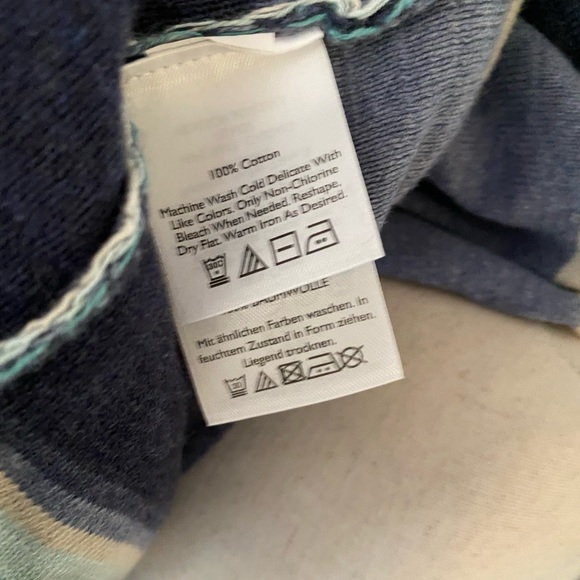 100% Cotton
Machine Wash Cold Delicate With
Like Colors. Only Non-Chlorine
Bleach When Needed. Reshape,
Dry Flat. Warm Iron As Desired.
BAUMWOLLE
Mit ähnlichen Farben waschen. In
feuchtem Zustand in Form ziehen.
Liegend trocknen.